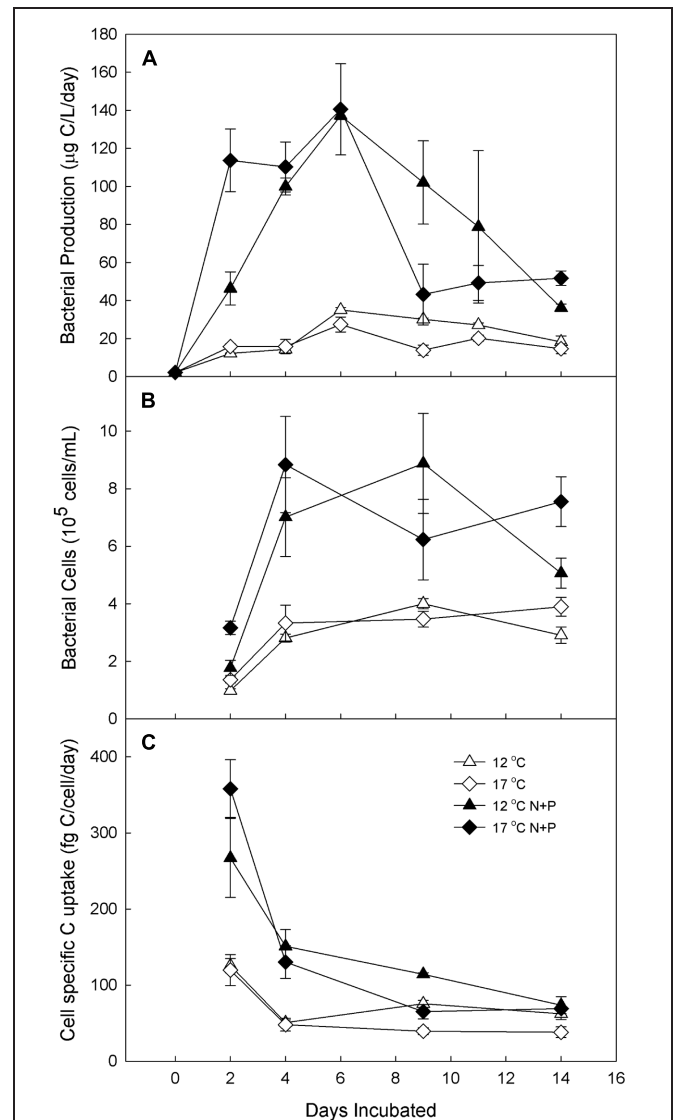 A
Bacterial Production (µg C/L/day)
180
160
140
120
100
80
60
40
20
0
B
Bacterial Cells (10⁵ cells/mL)
10
8
6
4
2
0
C
Cell specific C uptake (fg C/cell/day)
400
300
200
100
0
12 °C
17 °C
12 °C N+P
17 °C N+P
0 2 4 6 8 10 12 14 16
Days Incubated